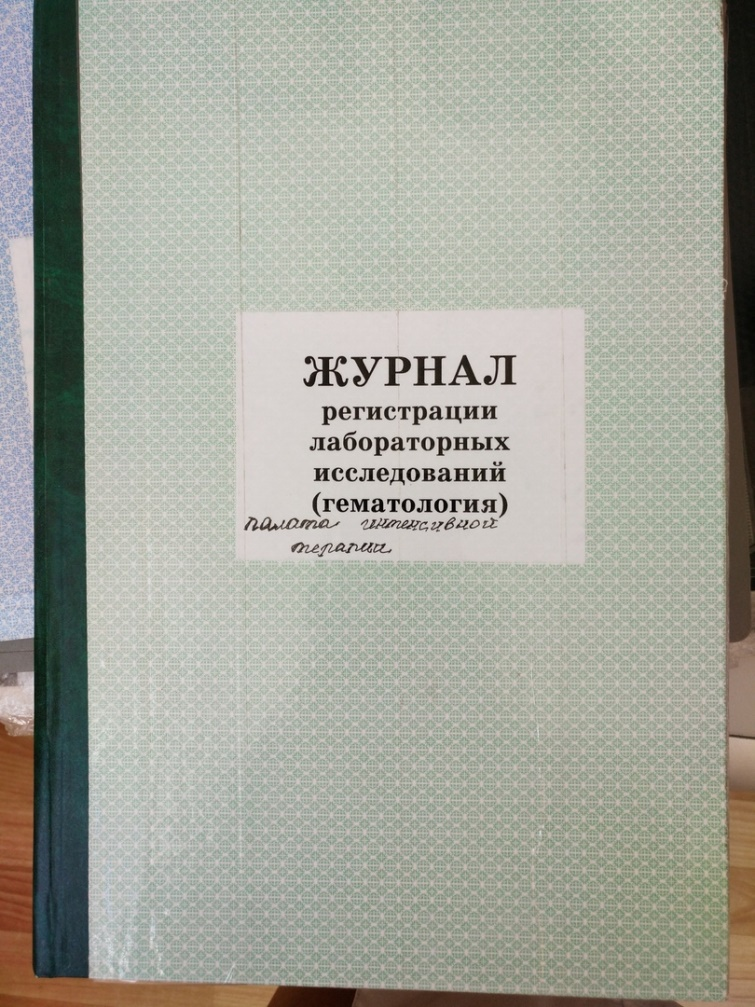 ЖУРНАЛ
регистрации
лабораторных
исследований
(гематология)
палата интенсивной
терапии